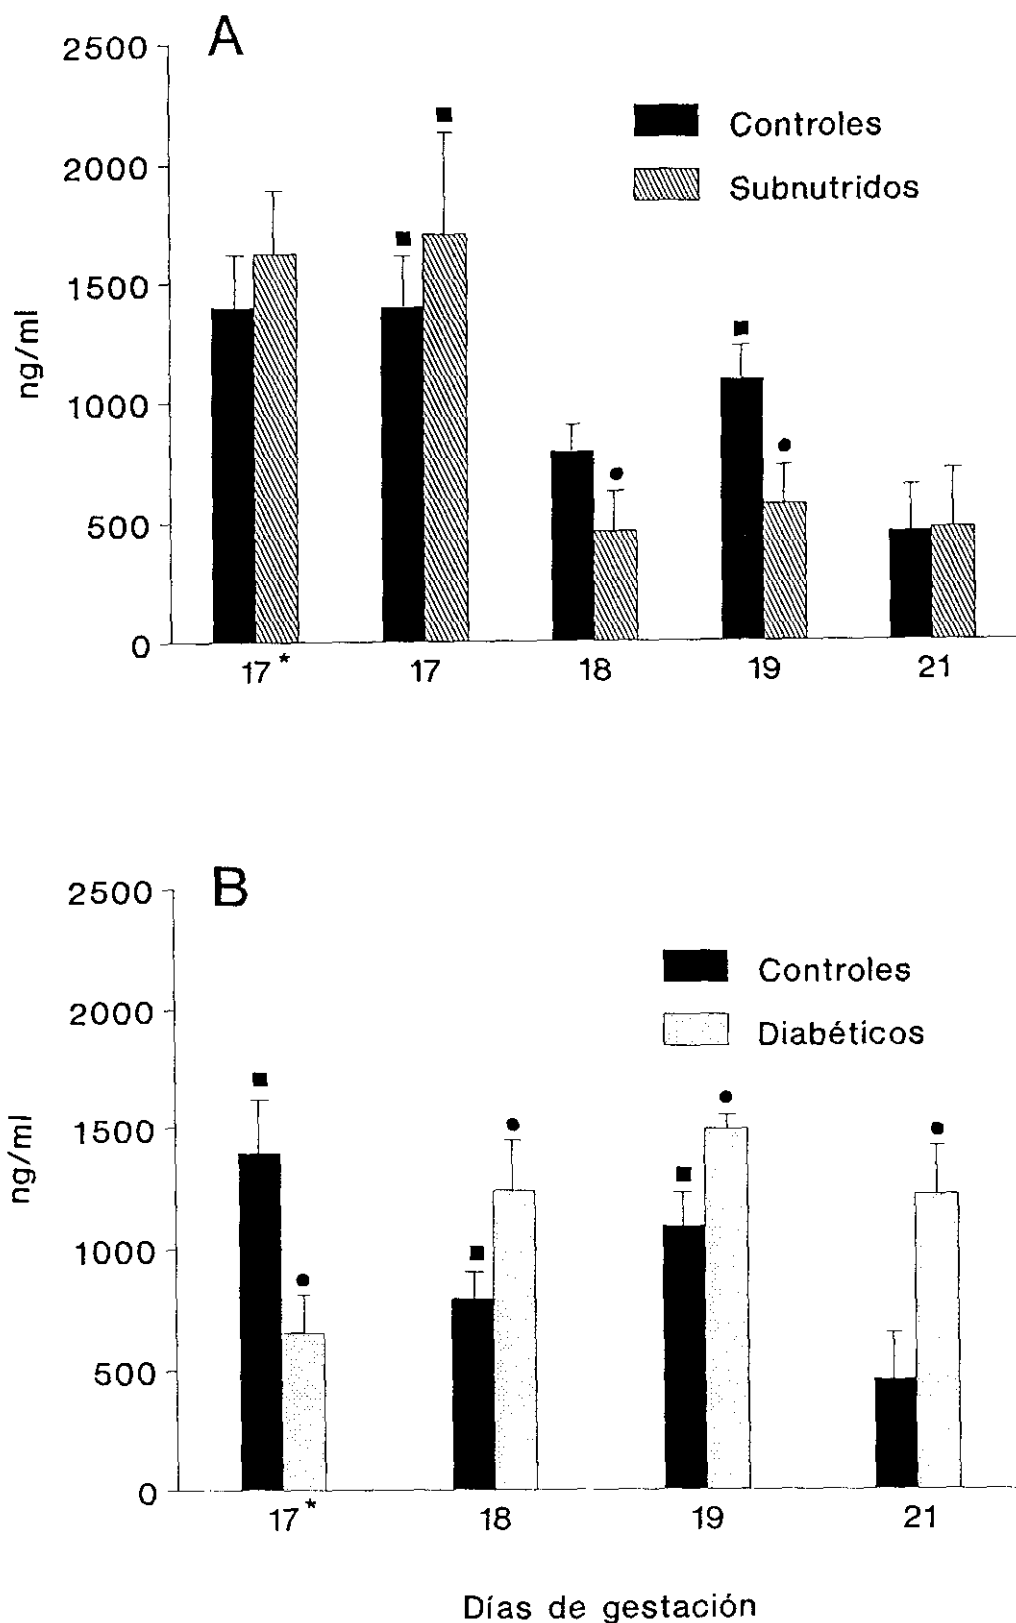 A
2500
2000
1500
1000
500
0
ng/ml
Controles
Subnutridos
17* 17 18 19 21
B
2500
2000
1500
1000
500
0
ng/ml
Controles
Diabéticos
17* 18 19 21
Días de gestación